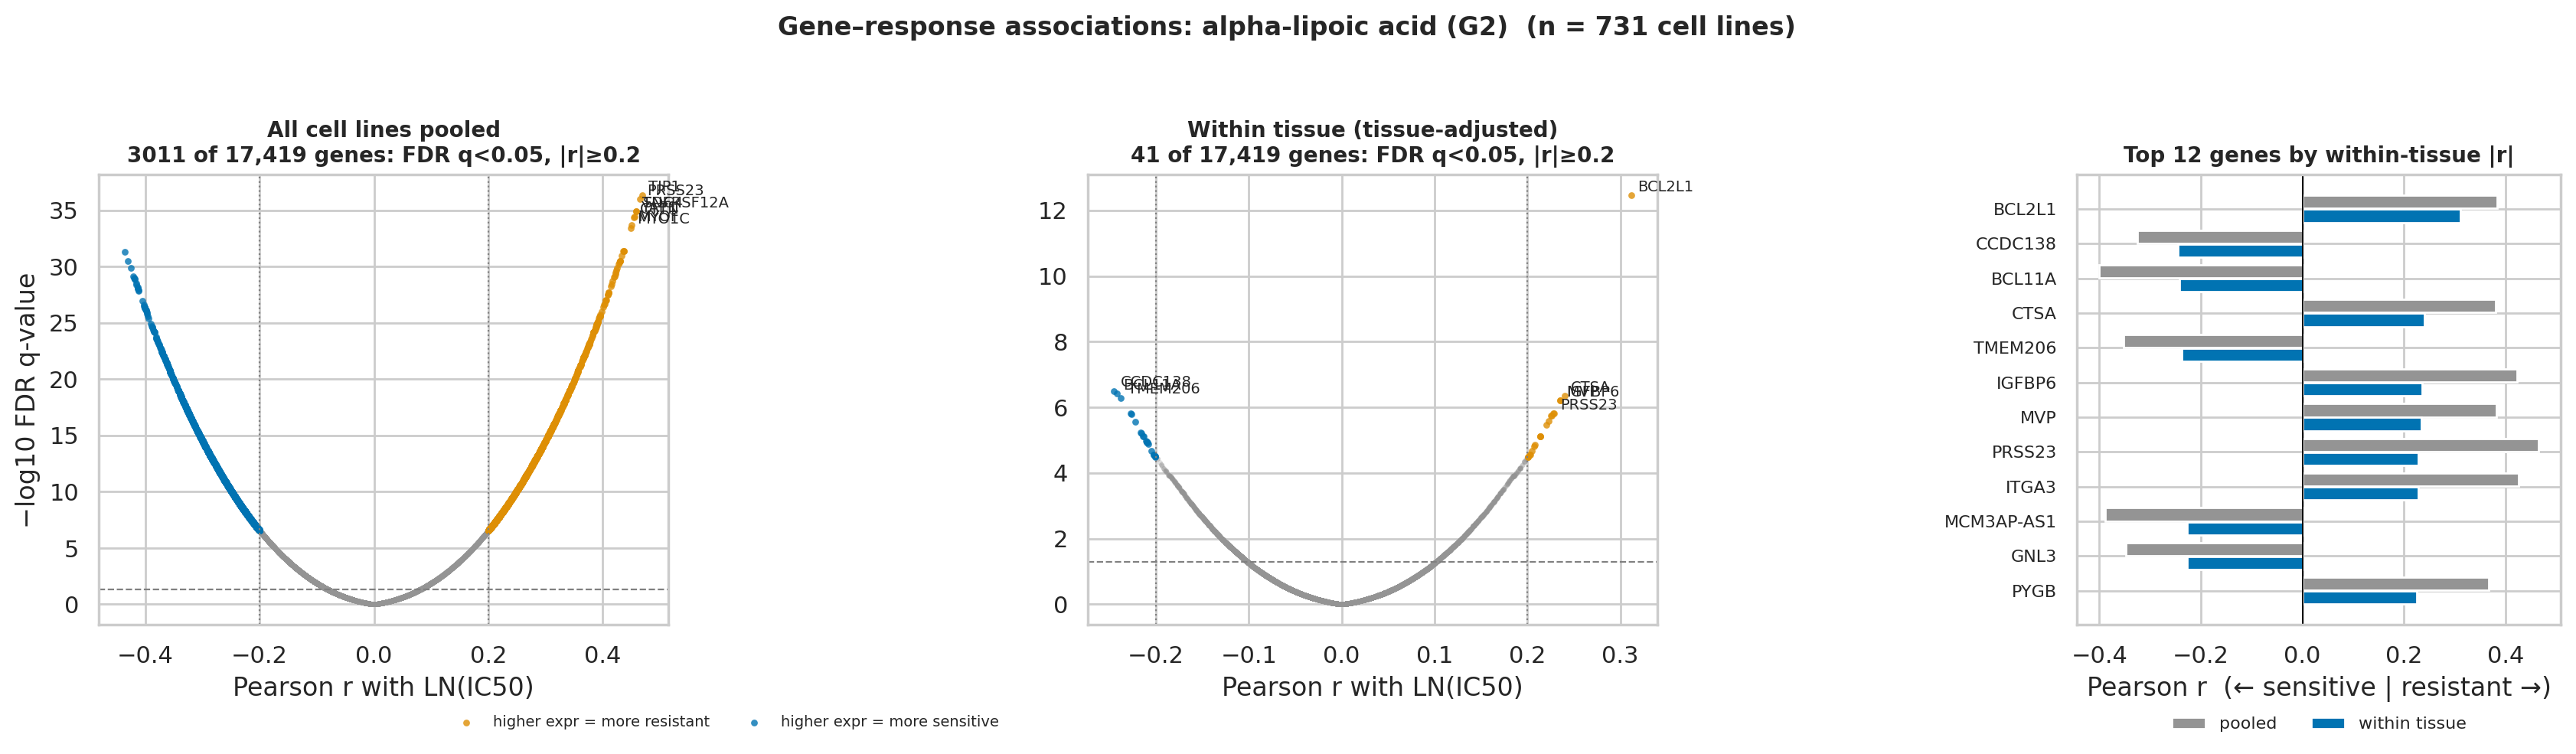 Gene–response associations: alpha-lipoic acid (G2)  (n = 731 cell lines)
All cell lines pooled
3011 of 17,419 genes: FDR q<0.05, |r|≥0.2
−log10 FDR q-value
35
30
25
20
15
10
5
0
PRSS23
MYO1C
−0.4
−0.2
0.0
0.2
0.4
Pearson r with LN(IC50)
higher expr = more resistant
higher expr = more sensitive
Within tissue (tissue-adjusted)
41 of 17,419 genes: FDR q<0.05, |r|≥0.2
12
10
8
6
4
2
0
BCL2L1
CCDC138
TMEM206
CTSA
IGFBP6
PRSS23
−0.2
−0.1
0.0
0.1
0.2
0.3
Pearson r with LN(IC50)
Top 12 genes by within-tissue |r|
BCL2L1
CCDC138
BCL11A
CTSA
TMEM206
IGFBP6
MVP
PRSS23
ITGA3
MCM3AP-AS1
GNL3
PYGB
−0.4
−0.2
0.0
0.2
0.4
Pearson r  (← sensitive | resistant →)
pooled
within tissue